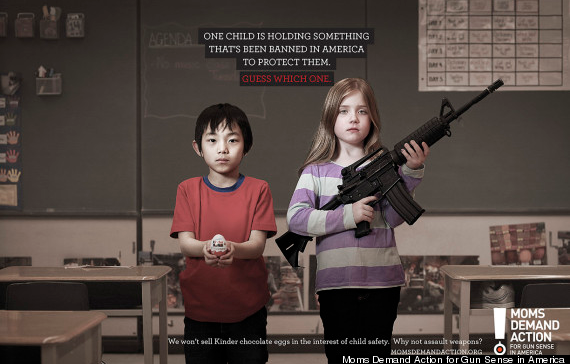 AGENDA
ONE CHILD IS HOLDING SOMETHING
THAT'S BEEN BANNED IN AMERICA
TO PROTECT THEM.
GUESS WHICH ONE.
We won't sell Kinder chocolate eggs in the interest of child safety. Why not assault weapons?
MOMSDEMANDACTION.ORG
MOMS
DEMAND
ACTION
FOR GUN SENSE
IN AMERICA
Moms Demand Action for Gun Sense in America